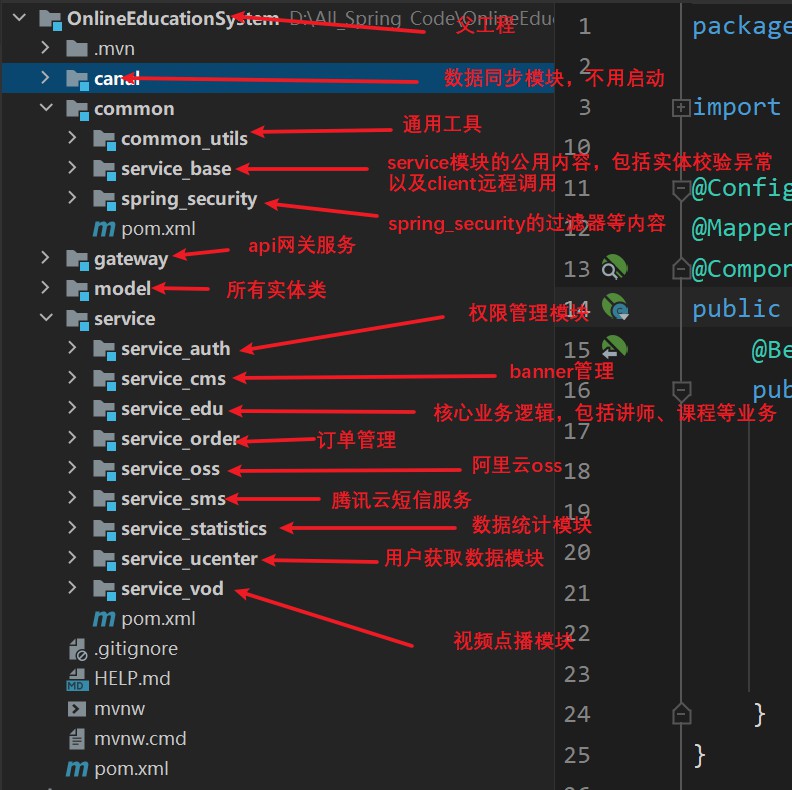 OnlineEducationSystem D:\All_Spring_Code\OnlineEduc 父工程
.mvn
canal 数据同步模块，不用启动
common
common_utils 通用工具
service_base service模块的公用内容，包括实体校验异常
以及client远程调用
spring_security spring_security的过滤器等内容
pom.xml
gateway api网关服务
model 所有实体类
service
service_auth 权限管理模块
service_cms banner管理
service_edu 核心业务逻辑，包括讲师、课程等业务
service_order 订单管理
service_oss 阿里云oss
service_sms 腾讯云短信服务
service_statistics 数据统计模块
service_ucenter 用户获取数据模块
service_vod 视频点播模块
pom.xml
.gitignore
HELP.md
mvnw
mvnw.cmd
pom.xml
1 package
2
3 import
10
11 @Config
12 @Mapper
13 @Compon
14 public
15 @Be
16 pub
17
18
19
20
21
22
23
24 }
25 }
26